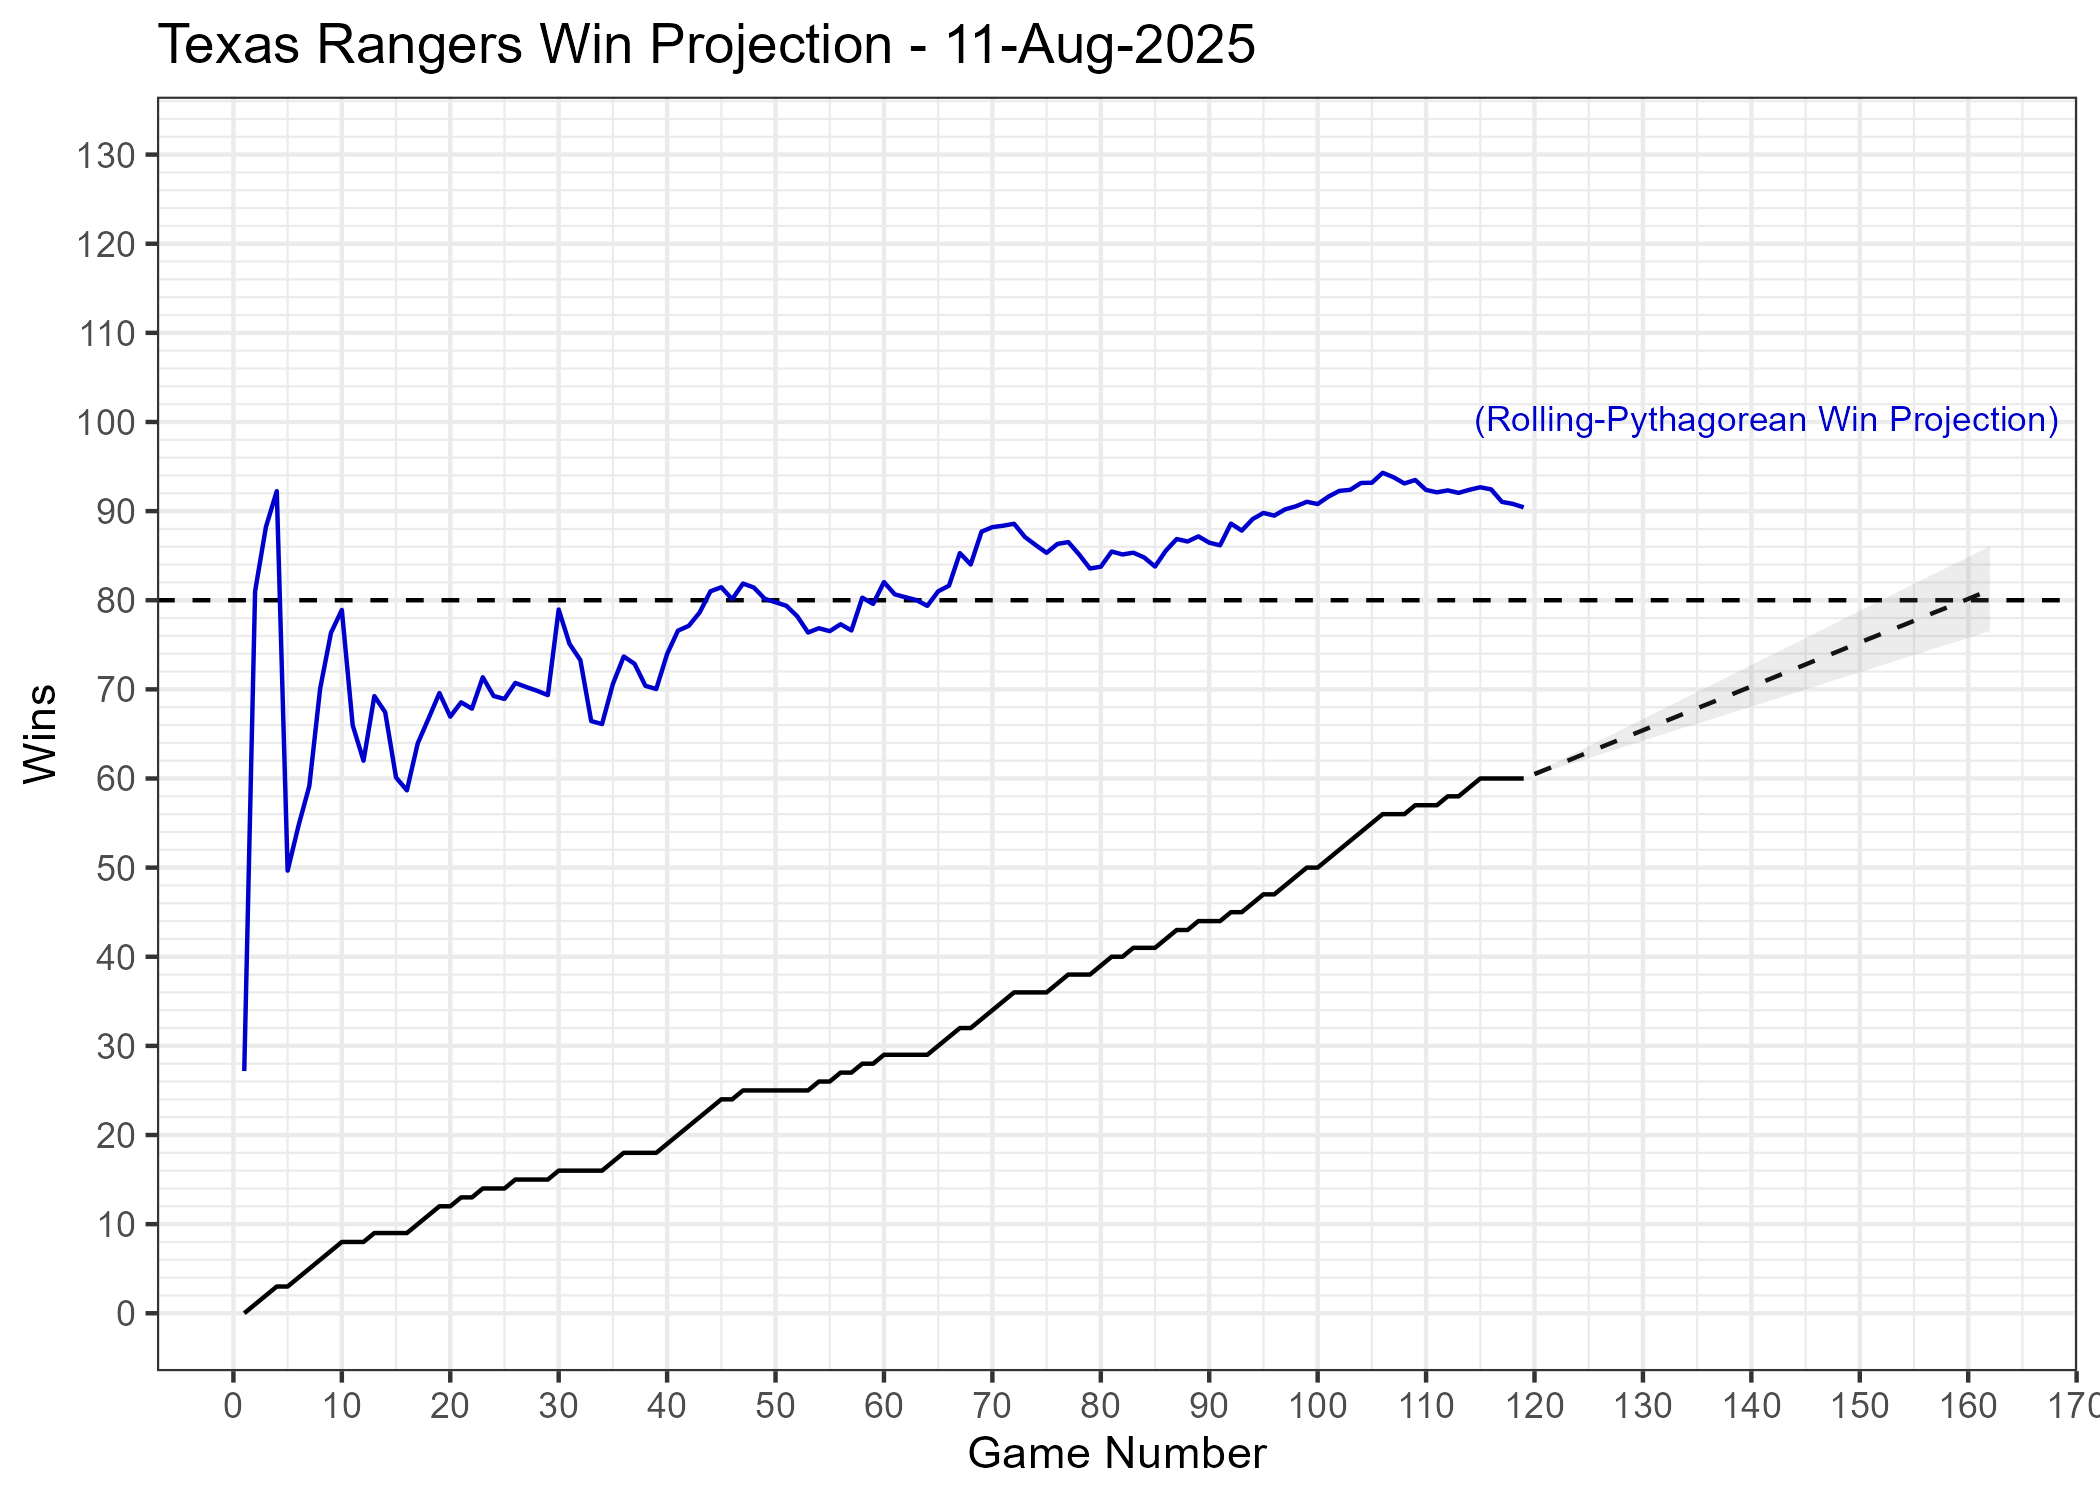 Texas Rangers Win Projection - 11-Aug-2025
130
120
110
100
90
80
70
60
50
40
30
20
10
0
Wins
(Rolling-Pythagorean Win Projection)
0 10 20 30 40 50 60 70 80 90 100 110 120 130 140 150 160 170
Game Number